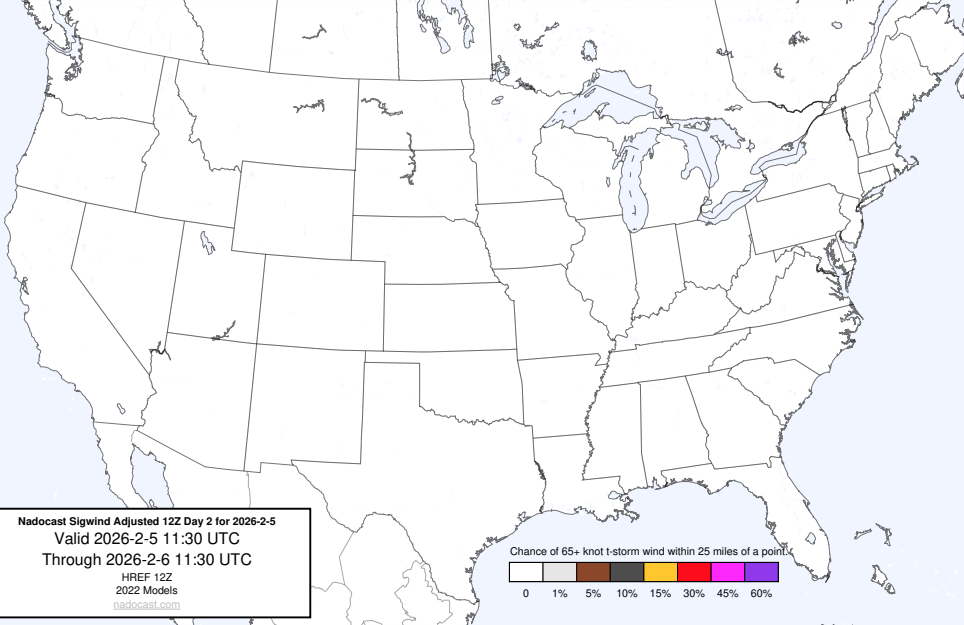 Nadocast Sigwind Adjusted 12Z Day 2 for 2026-2-5
Valid 2026-2-5 11:30 UTC
Through 2026-2-6 11:30 UTC
HREF 12Z
2022 Models
nadocast.com
Chance of 65+ knot t-storm wind within 25 miles of a point.
0 1% 5% 10% 15% 30% 45% 60%